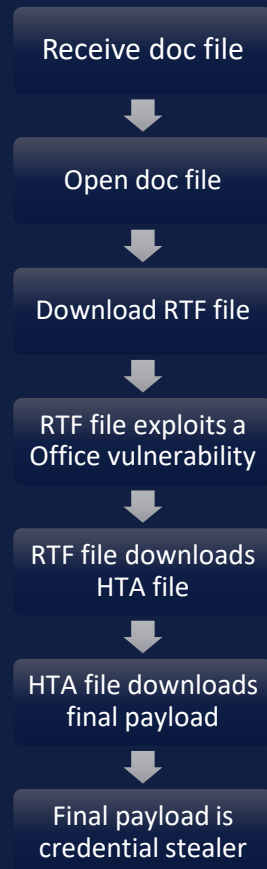 Receive doc file
Open doc file
Download RTF file
RTF file exploits a
Office vulnerability
RTF file downloads
HTA file
HTA file downloads
final payload
Final payload is
credential stealer